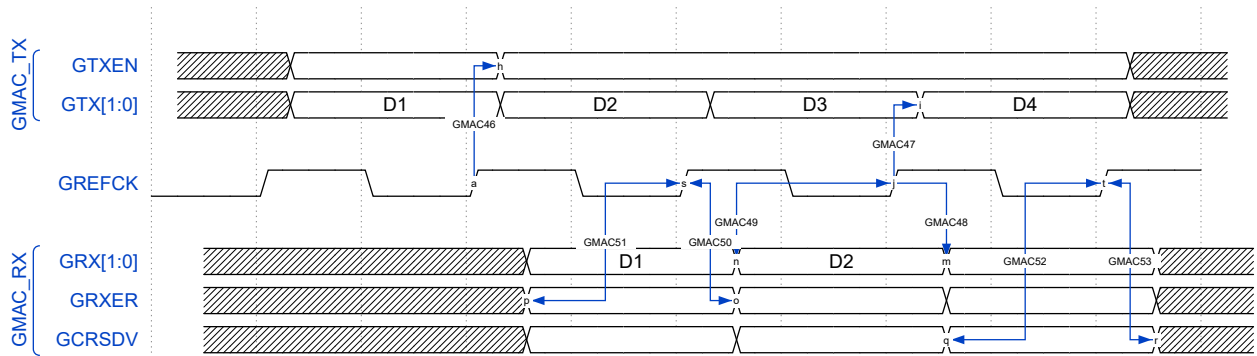 GMAC_TX
GTXEN
h
GTX[1:0]
D1
D2
D3
i
D4
GMAC46
GMAC47
GREFCK
a
s
j
t
GMAC49
GMAC48
GMAC51
GMAC50
GMAC_RX
GRX[1:0]
D1
n
D2
m
GMAC52
GMAC53
GRXER
p
o
GCRSDV
q
r